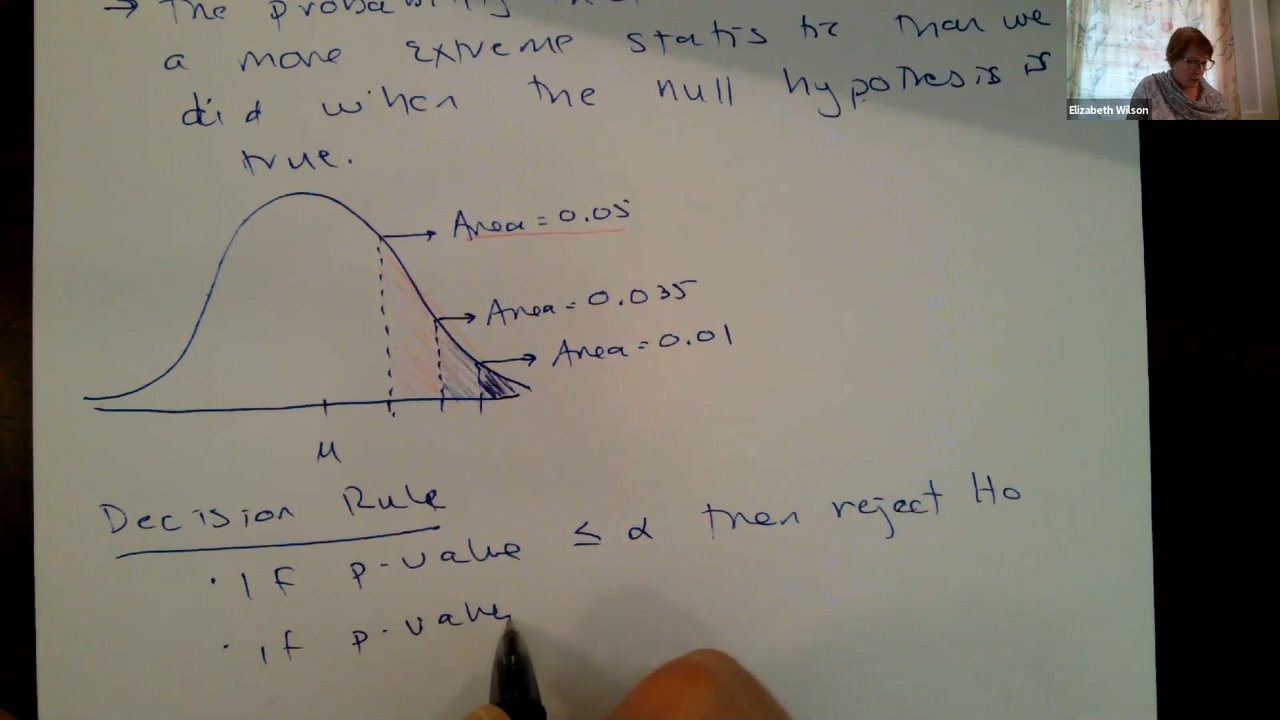 → The
a more extreme statistic than we
did when the null hypothesis is
true.
Area = 0.05
Area = 0.035
Area = 0.01
μ
Decision Rule
• If p-value ≤ α then reject Ho
• if p-value
Elizabeth Wilson